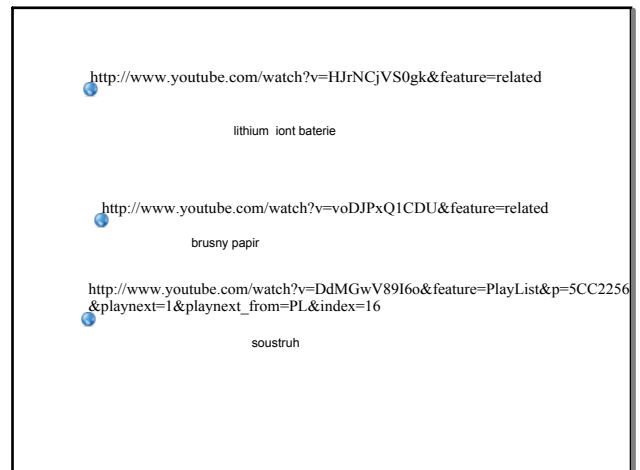 http://www.youtube.com/watch?v=HJrNCjVS0gk&feature=related
lithium iont baterie
http://www.youtube.com/watch?v=voDJPxQ1CDU&feature=related
brusny papir
http://www.youtube.com/watch?v=DdMGwV89I6o&feature=PlayList&p=5CC2256
&playnext=1&playnext_from=PL&index=16
soustruh